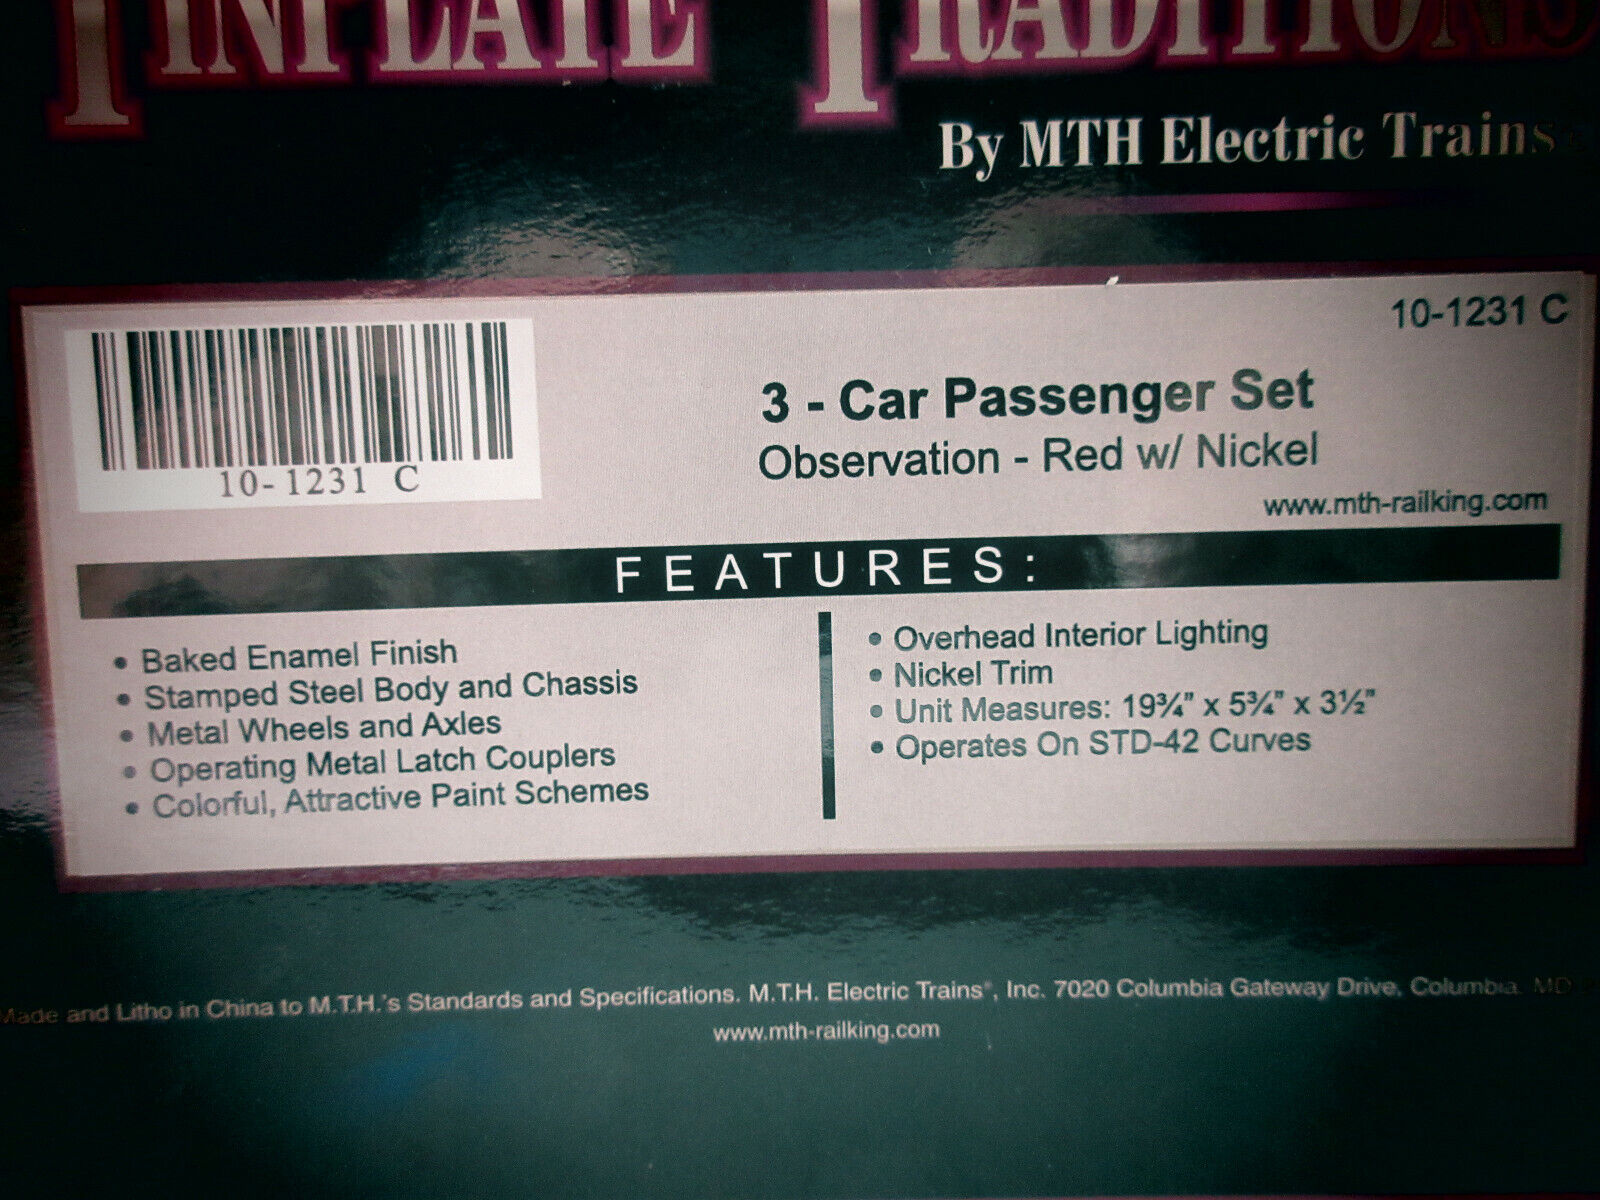 TINPLATE TRADITIONS
By MTH Electric Trains
10-1231 C
10-1231 C
3 - Car Passenger Set
Observation - Red w/ Nickel
www.mth-railking.com
FEATURES:
• Baked Enamel Finish
• Stamped Steel Body and Chassis
• Metal Wheels and Axles
• Operating Metal Latch Couplers
• Colorful, Attractive Paint Schemes
• Overhead Interior Lighting
• Nickel Trim
• Unit Measures: 19¾” x 5¾” x 3½”
• Operates On STD-42 Curves
Made and Litho in China to M.T.H.'s Standards and Specifications. M.T.H. Electric Trains®, Inc. 7020 Columbia Gateway Drive, Columbia. MD
www.mth-railking.com